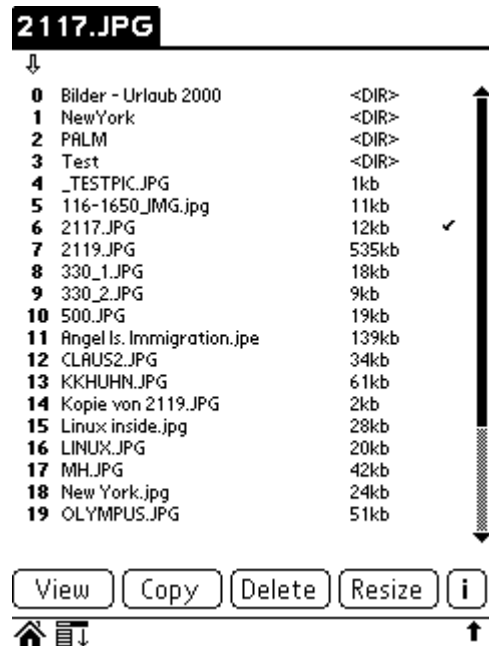 2117.JPG
0 Bilder - Urlaub 2000 <DIR>
1 NewYork <DIR>
2 PALM <DIR>
3 Test <DIR>
4 _TESTPIC.JPG 1kb
5 116-1650_IMG.jpg 11kb
6 2117.JPG 12kb ✔
7 2119.JPG 535kb
8 330_1.JPG 18kb
9 330_2.JPG 9kb
10 500.JPG 19kb
11 Angel Is. Immigration.jpe 139kb
12 CLAUS2.JPG 34kb
13 KKHUHN.JPG 61kb
14 Kopie von 2119.JPG 2kb
15 Linux inside.jpg 28kb
16 LINUX.JPG 20kb
17 MH.JPG 42kb
18 New York.jpg 24kb
19 OLYMPUS.JPG 51kb
View Copy Delete Resize i